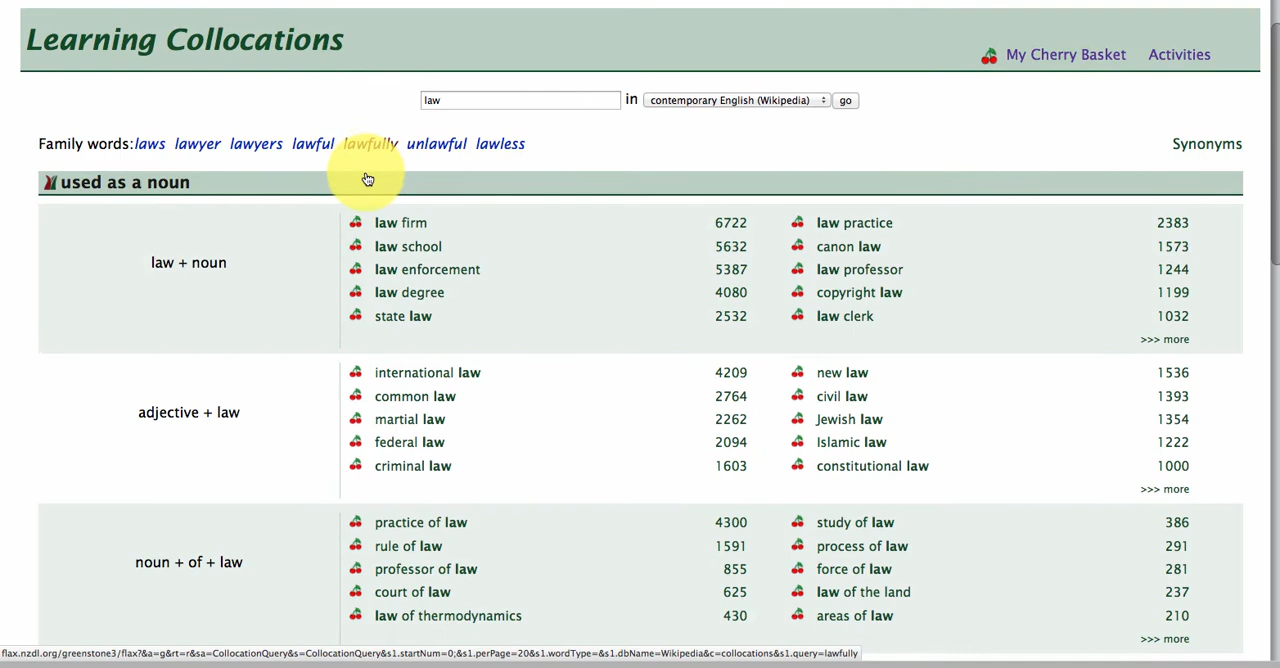 Learning Collocations
My Cherry Basket Activities
law in contemporary English (Wikipedia) go
Family words: laws lawyer lawyers lawful lawfully unlawful lawless Synonyms
used as a noun
law + noun
law firm 6722 law practice 2383
law school 5632 canon law 1573
law enforcement 5387 law professor 1244
law degree 4080 copyright law 1199
state law 2532 law clerk 1032
>>> more
adjective + law
international law 4209 new law 1536
common law 2764 civil law 1393
martial law 2262 Jewish law 1354
federal law 2094 Islamic law 1222
criminal law 1603 constitutional law 1000
>>> more
noun + of + law
practice of law 4300 study of law 386
rule of law 1591 process of law 291
professor of law 855 force of law 281
court of law 625 law of the land 237
law of thermodynamics 430 areas of law 210
>>> more
flax.nzdl.org/greenstone3/flax?&a=g&rt=r&sa=CollocationQuery&s=CollocationQuery&s1.startNum=0;&s1.perPage=20&s1.wordType=&s1.dbName=Wikipedia&c=collocations&s1.query=lawfully